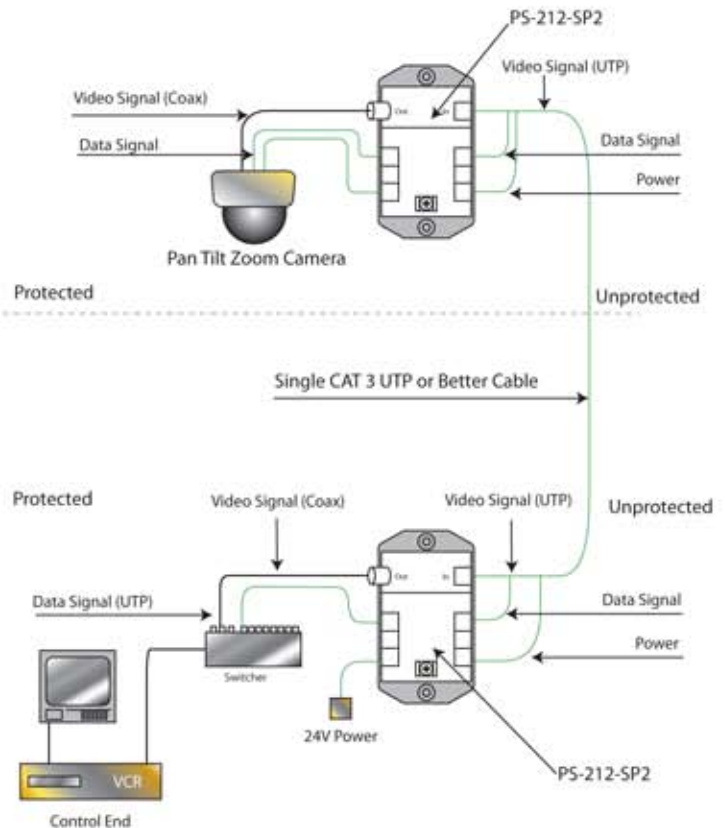 PS-212-SP2
Video Signal (UTP)
Video Signal (Coax)
Out
In
Data Signal
Data Signal
Power
Pan Tilt Zoom Camera
Protected
Unprotected
Single CAT 3 UTP or Better Cable
Protected
Video Signal (Coax)
Video Signal (UTP)
Unprotected
Out
In
Data Signal (UTP)
Data Signal
Power
Switcher
24V Power
PS-212-SP2
VCR
Control End